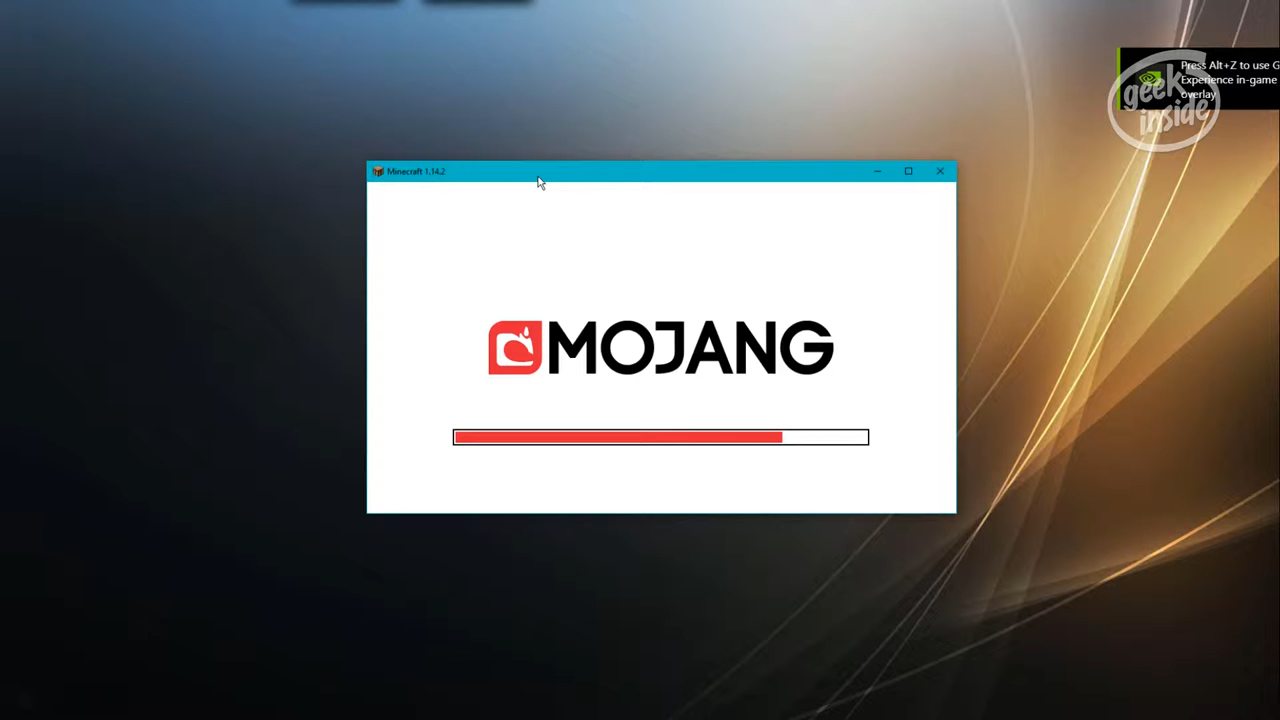 Press Alt+Z to use G
Experience in-game
overlay
geek
inside
Minecraft 1.14.2
MOJANG